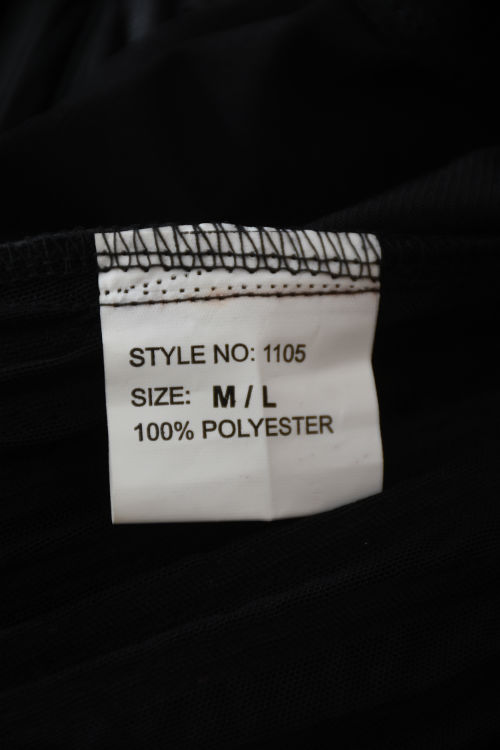 STYLE NO: 1105
SIZE: M / L
100% POLYESTER